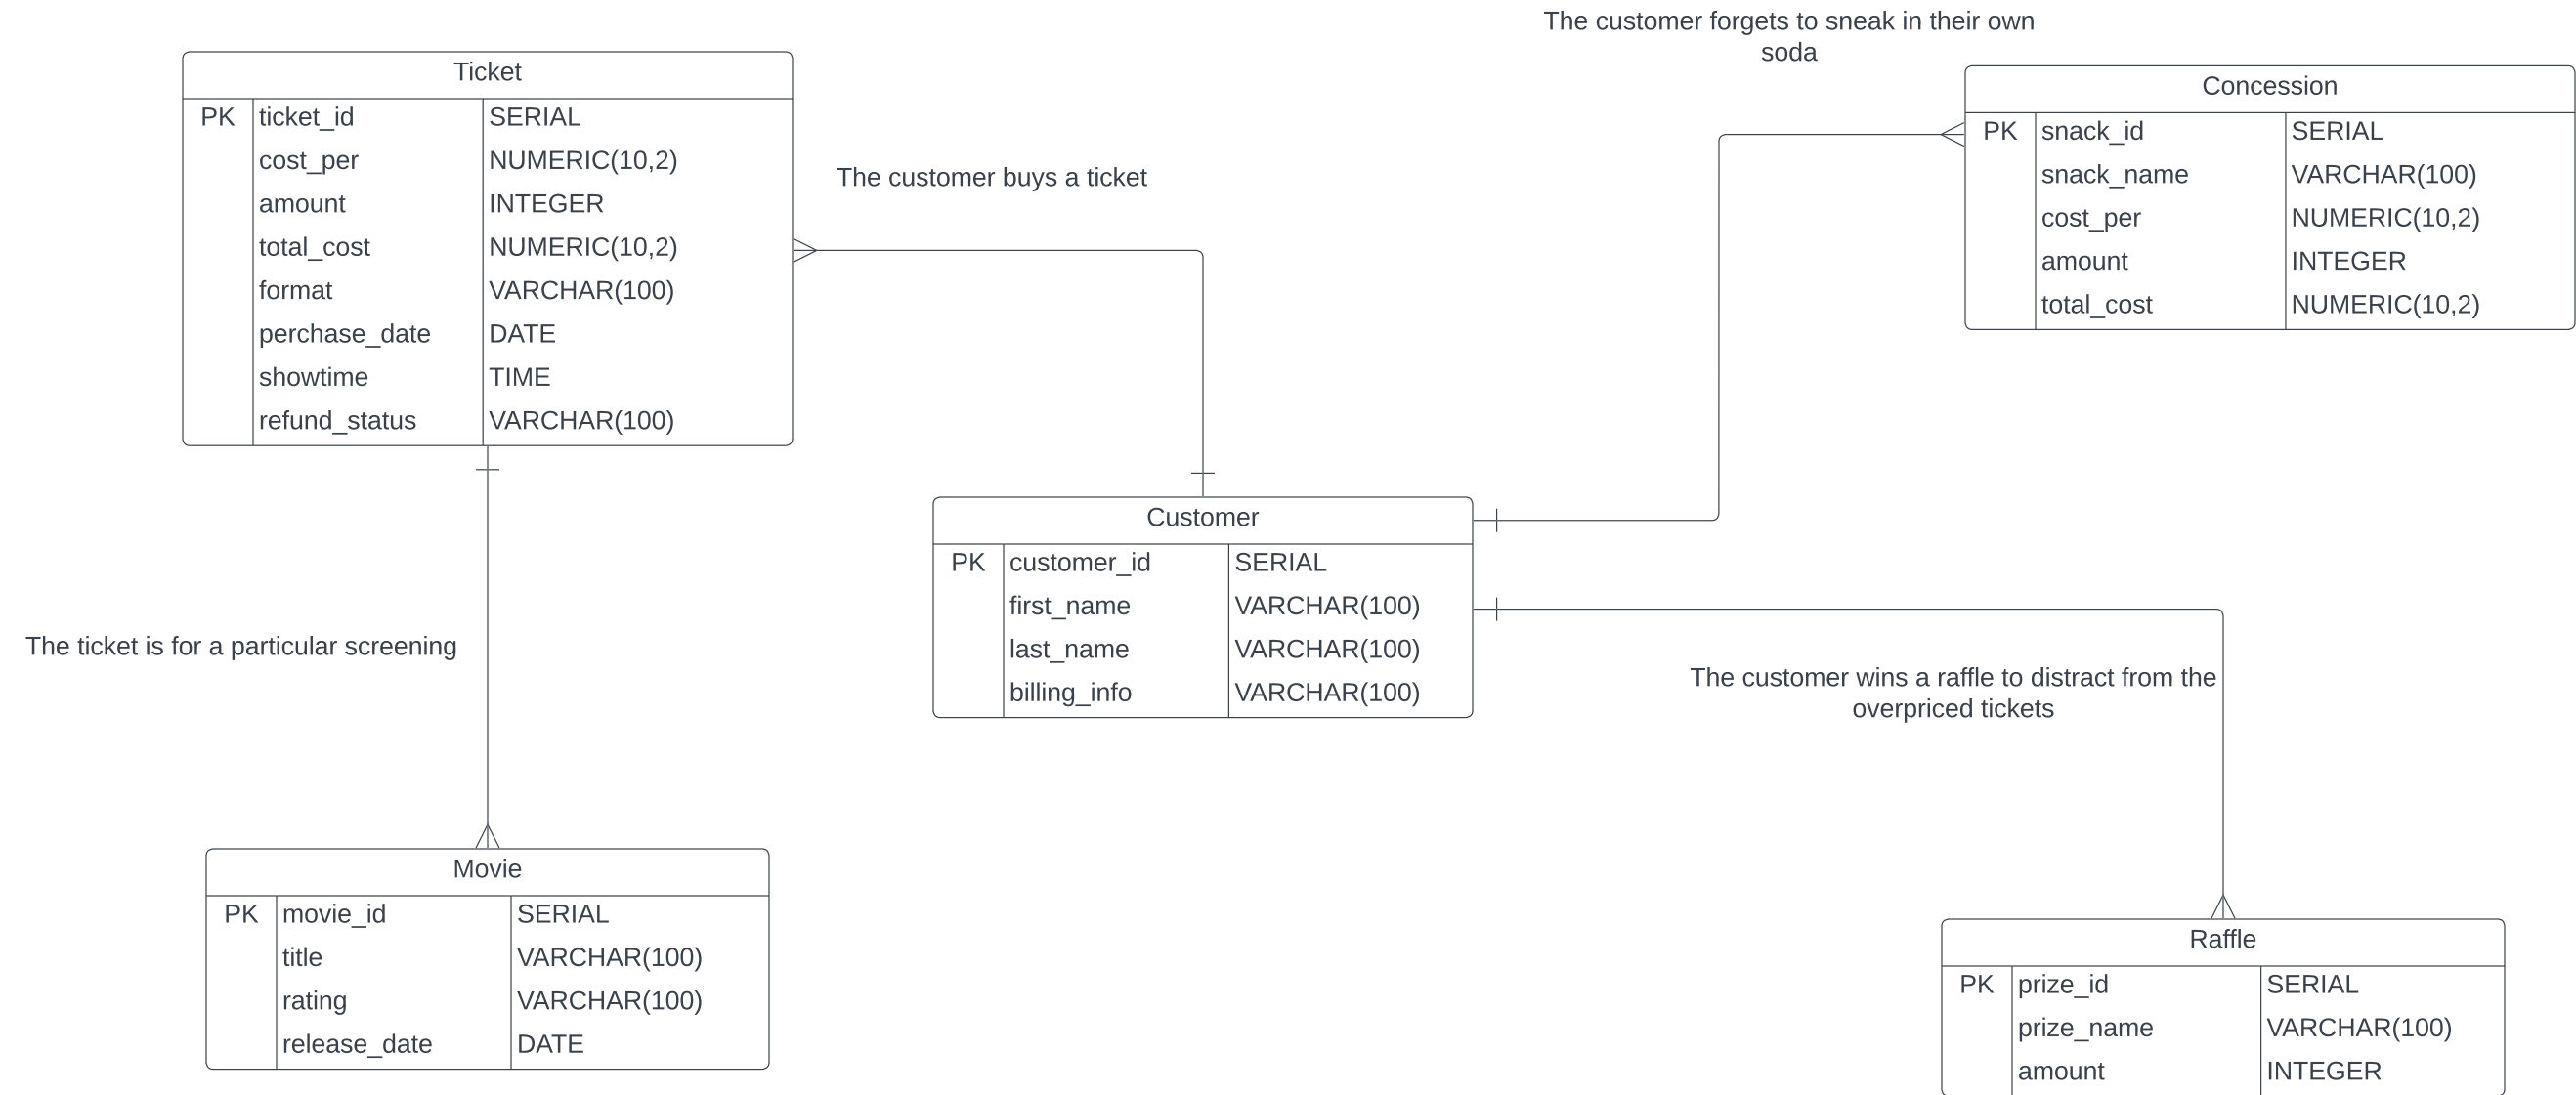 The customer forgets to sneak in their own
soda
Ticket
PK ticket_id SERIAL
cost_per NUMERIC(10,2)
amount INTEGER
total_cost NUMERIC(10,2)
format VARCHAR(100)
perchase_date DATE
showtime TIME
refund_status VARCHAR(100)
The customer buys a ticket
Concession
PK snack_id SERIAL
snack_name VARCHAR(100)
cost_per NUMERIC(10,2)
amount INTEGER
total_cost NUMERIC(10,2)
Customer
PK customer_id SERIAL
first_name VARCHAR(100)
last_name VARCHAR(100)
billing_info VARCHAR(100)
The ticket is for a particular screening
The customer wins a raffle to distract from the
overpriced tickets
Movie
PK movie_id SERIAL
title VARCHAR(100)
rating VARCHAR(100)
release_date DATE
Raffle
PK prize_id SERIAL
prize_name VARCHAR(100)
amount INTEGER